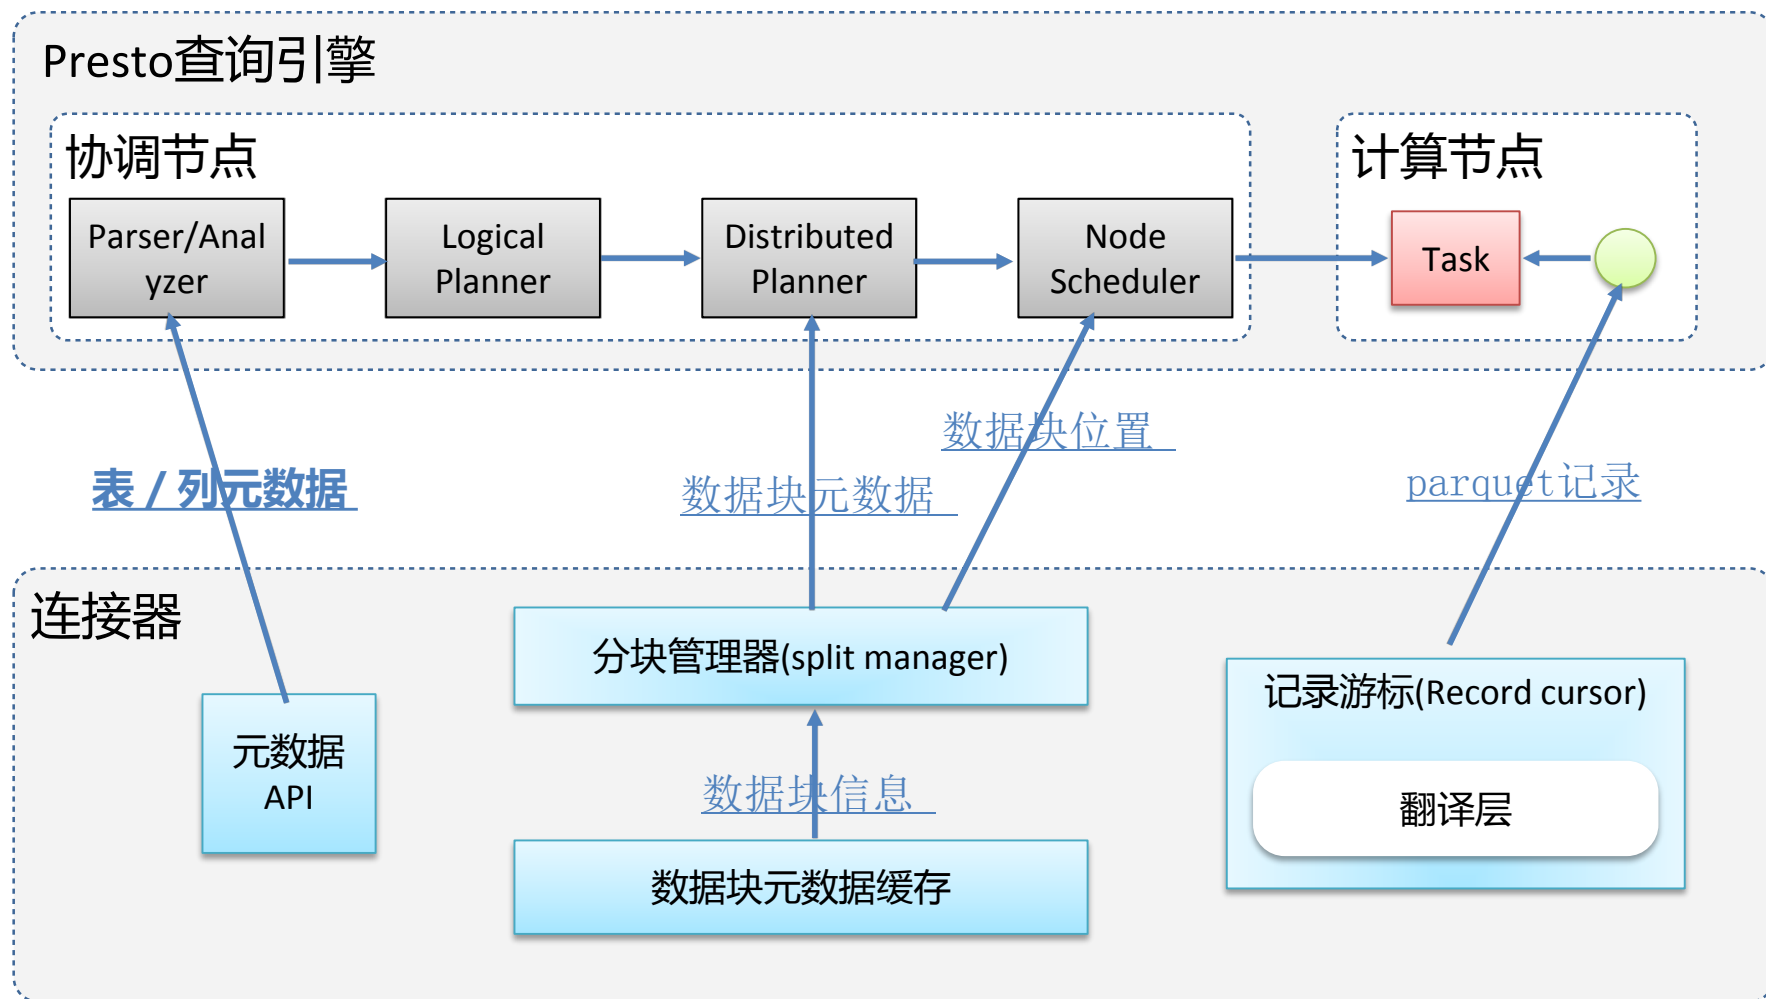 Presto查询引擎
协调节点
计算节点
Parser/Anal
yzer
Logical
Planner
Distributed
Planner
Node
Scheduler
Task
数据块位置
表 / 列元数据
数据块元数据
parquet记录
连接器
分块管理器(split manager)
记录游标(Record cursor)
元数据
API
数据块信息
翻译层
数据块元数据缓存